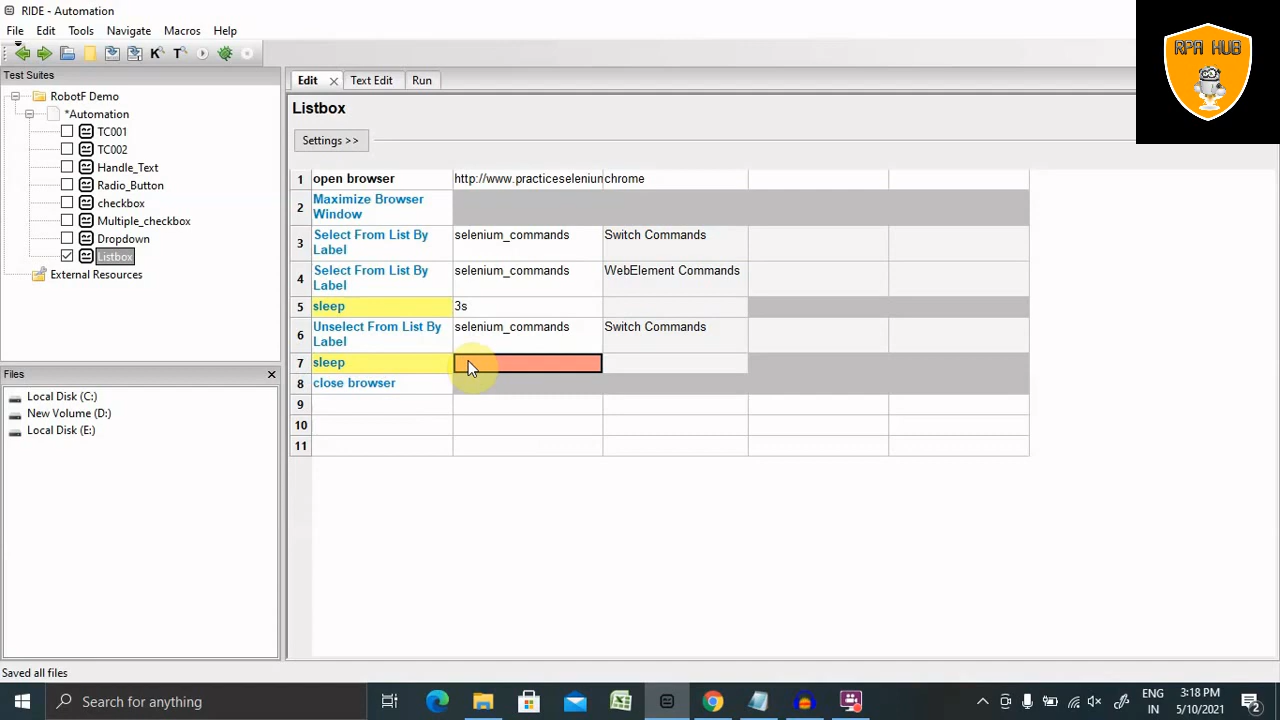 RIDE - Automation
File Edit Tools Navigate Macros Help
RPA HUB
Test Suites
RobotF Demo
*Automation
TC001
TC002
Handle_Text
Radio_Button
checkbox
Multiple_checkbox
Dropdown
Listbox
External Resources
Files
Local Disk (C:)
New Volume (D:)
Local Disk (E:)
Edit Text Edit Run
Listbox
Settings >>
1 open browser http://www.practiceseleniun chrome
2 Maximize Browser
Window
3 Select From List By selenium_commands Switch Commands
Label
4 Select From List By selenium_commands WebElement Commands
Label
5 sleep 3s
6 Unselect From List By selenium_commands Switch Commands
Label
7 sleep
8 close browser
9
10
11
Saved all files
Search for anything
ENG
IN
3:18 PM
5/10/2021
2